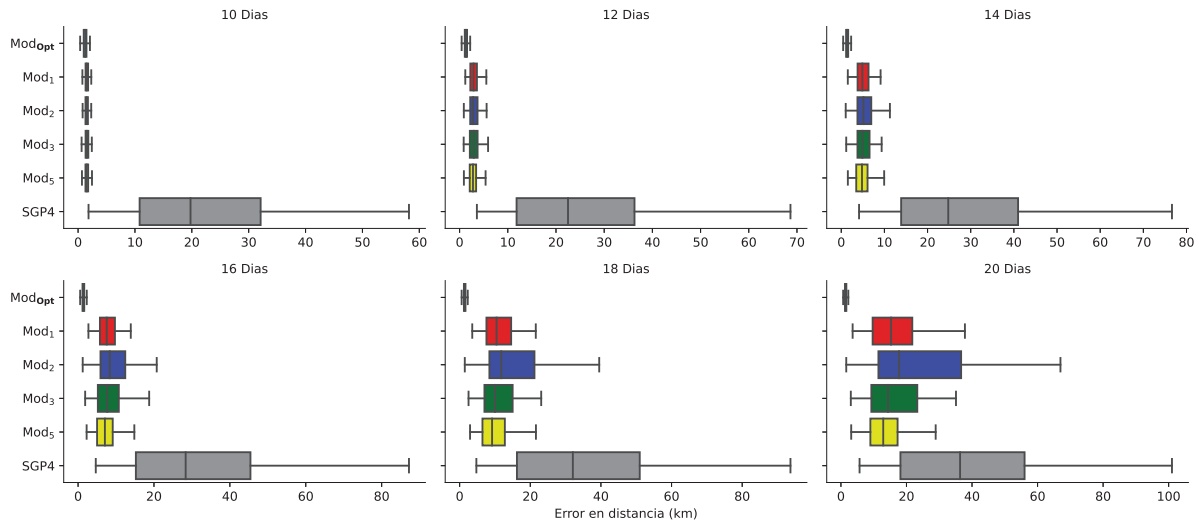 10 Dias
12 Dias
14 Dias
Mod_Opt
Mod_1
Mod_2
Mod_3
Mod_5
SGP4
0 10 20 30 40 50 60
0 10 20 30 40 50 60 70
0 10 20 30 40 50 60 70 80
16 Dias
18 Dias
20 Dias
Mod_Opt
Mod_1
Mod_2
Mod_3
Mod_5
SGP4
0 20 40 60 80
0 20 40 60 80
0 20 40 60 80 100
Error en distancia (km)